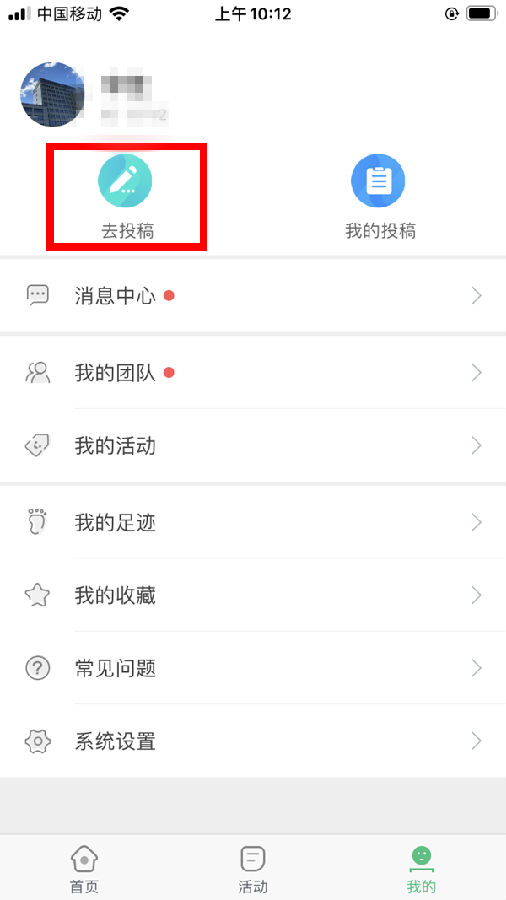 中国移动
上午 10:12
去投稿
我的投稿
消息中心
我的团队
我的活动
我的足迹
我的收藏
常见问题
系统设置
首页
活动
我的